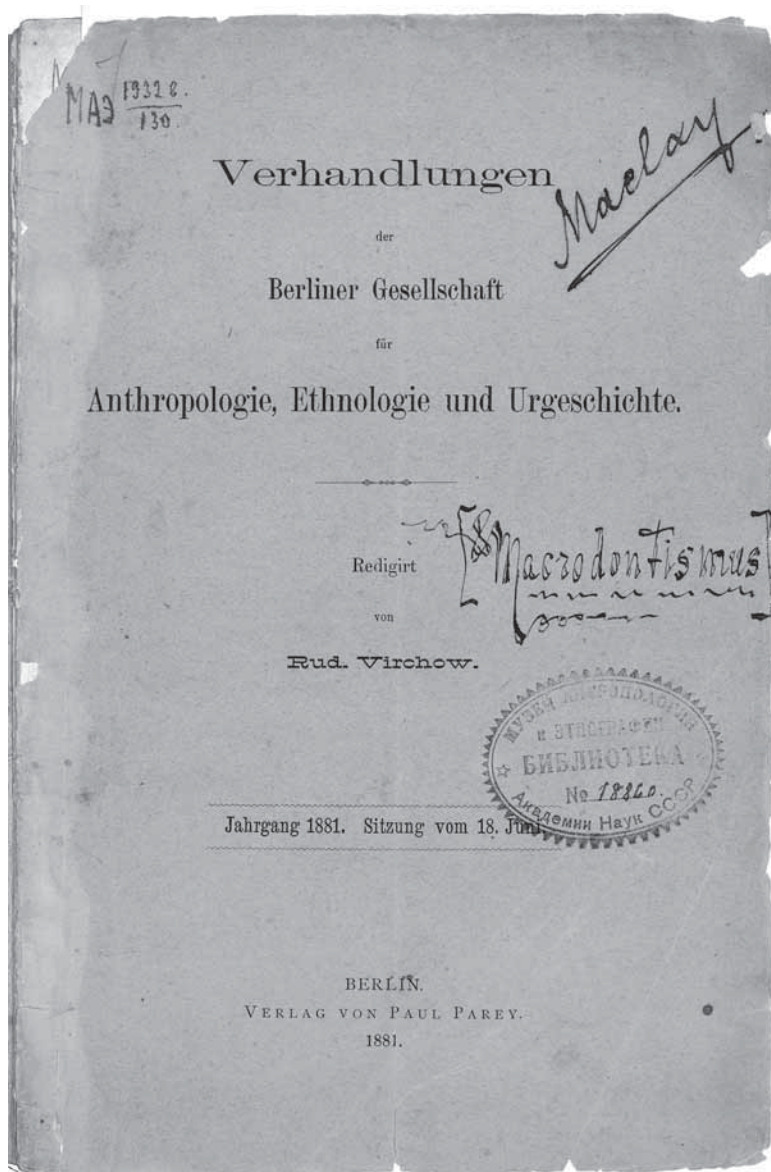 МАЭ 1932 г.
130.
Maclay
Verhandlungen
der
Berliner Gesellschaft
für
Anthropologie, Ethnologie und Urgeschichte.
[Macrodontismus]
Redigirt
von
Rud. Virchow.
МУЗЕЙ АНТРОПОЛОГИИ
и ЭТНОГРАФИИ
БИБЛИОТЕКА
№ 18860.
Академии Наук СССР
Jahrgang 1881. Sitzung vom 18. Juni.
BERLIN.
VERLAG VON PAUL PAREY.
1881.